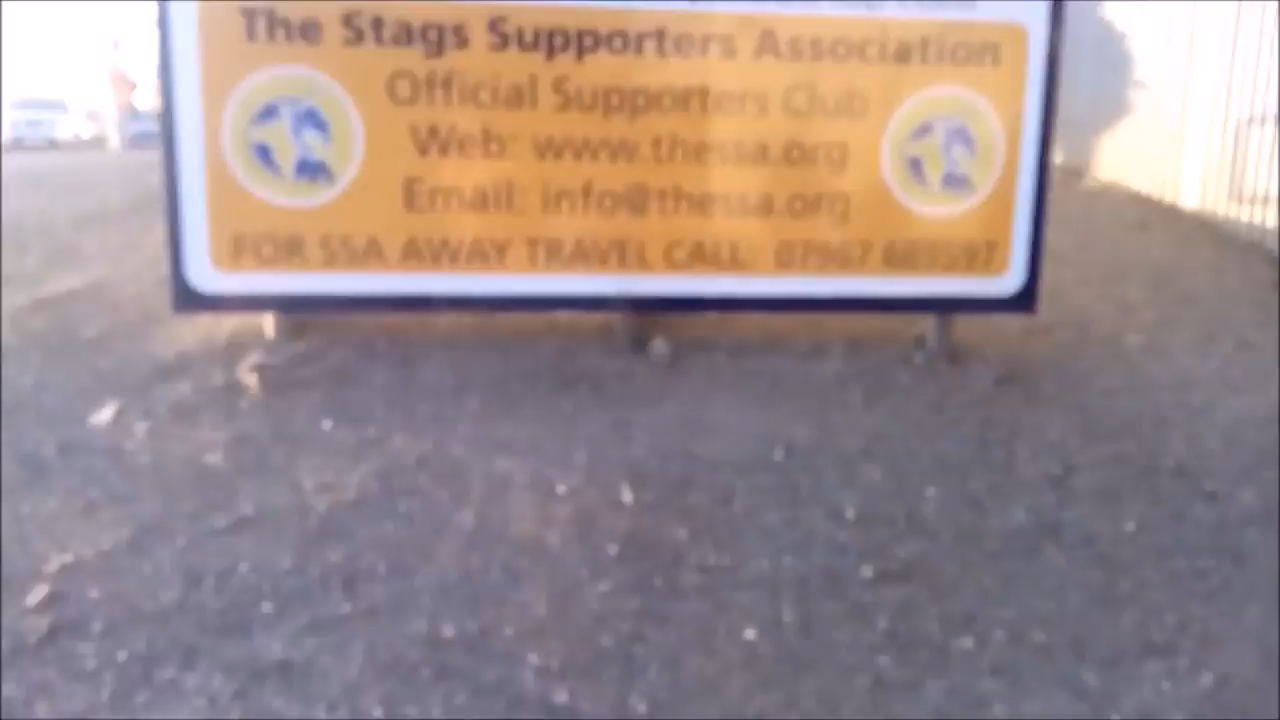 The Stags Supporters Association
Official Supporters Club
Web: www.thessa.org
Email: info@thessa.org
FOR SSA AWAY TRAVEL CALL: 07967